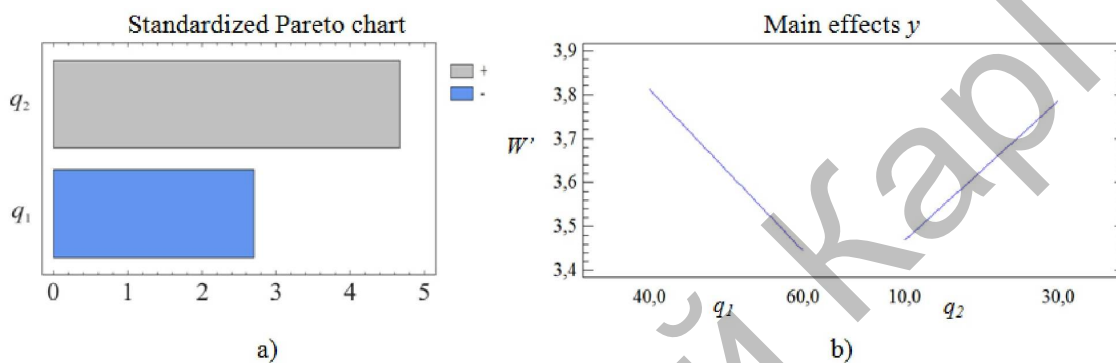 Standardized Pareto chart
q2
q1
+
-
0 1 2 3 4 5
a)
Main effects y
3,9
3,8
3,7
3,6
3,5
3,4
W'
40,0 60,0 10,0 30,0
q1 q2
b)
й Карі